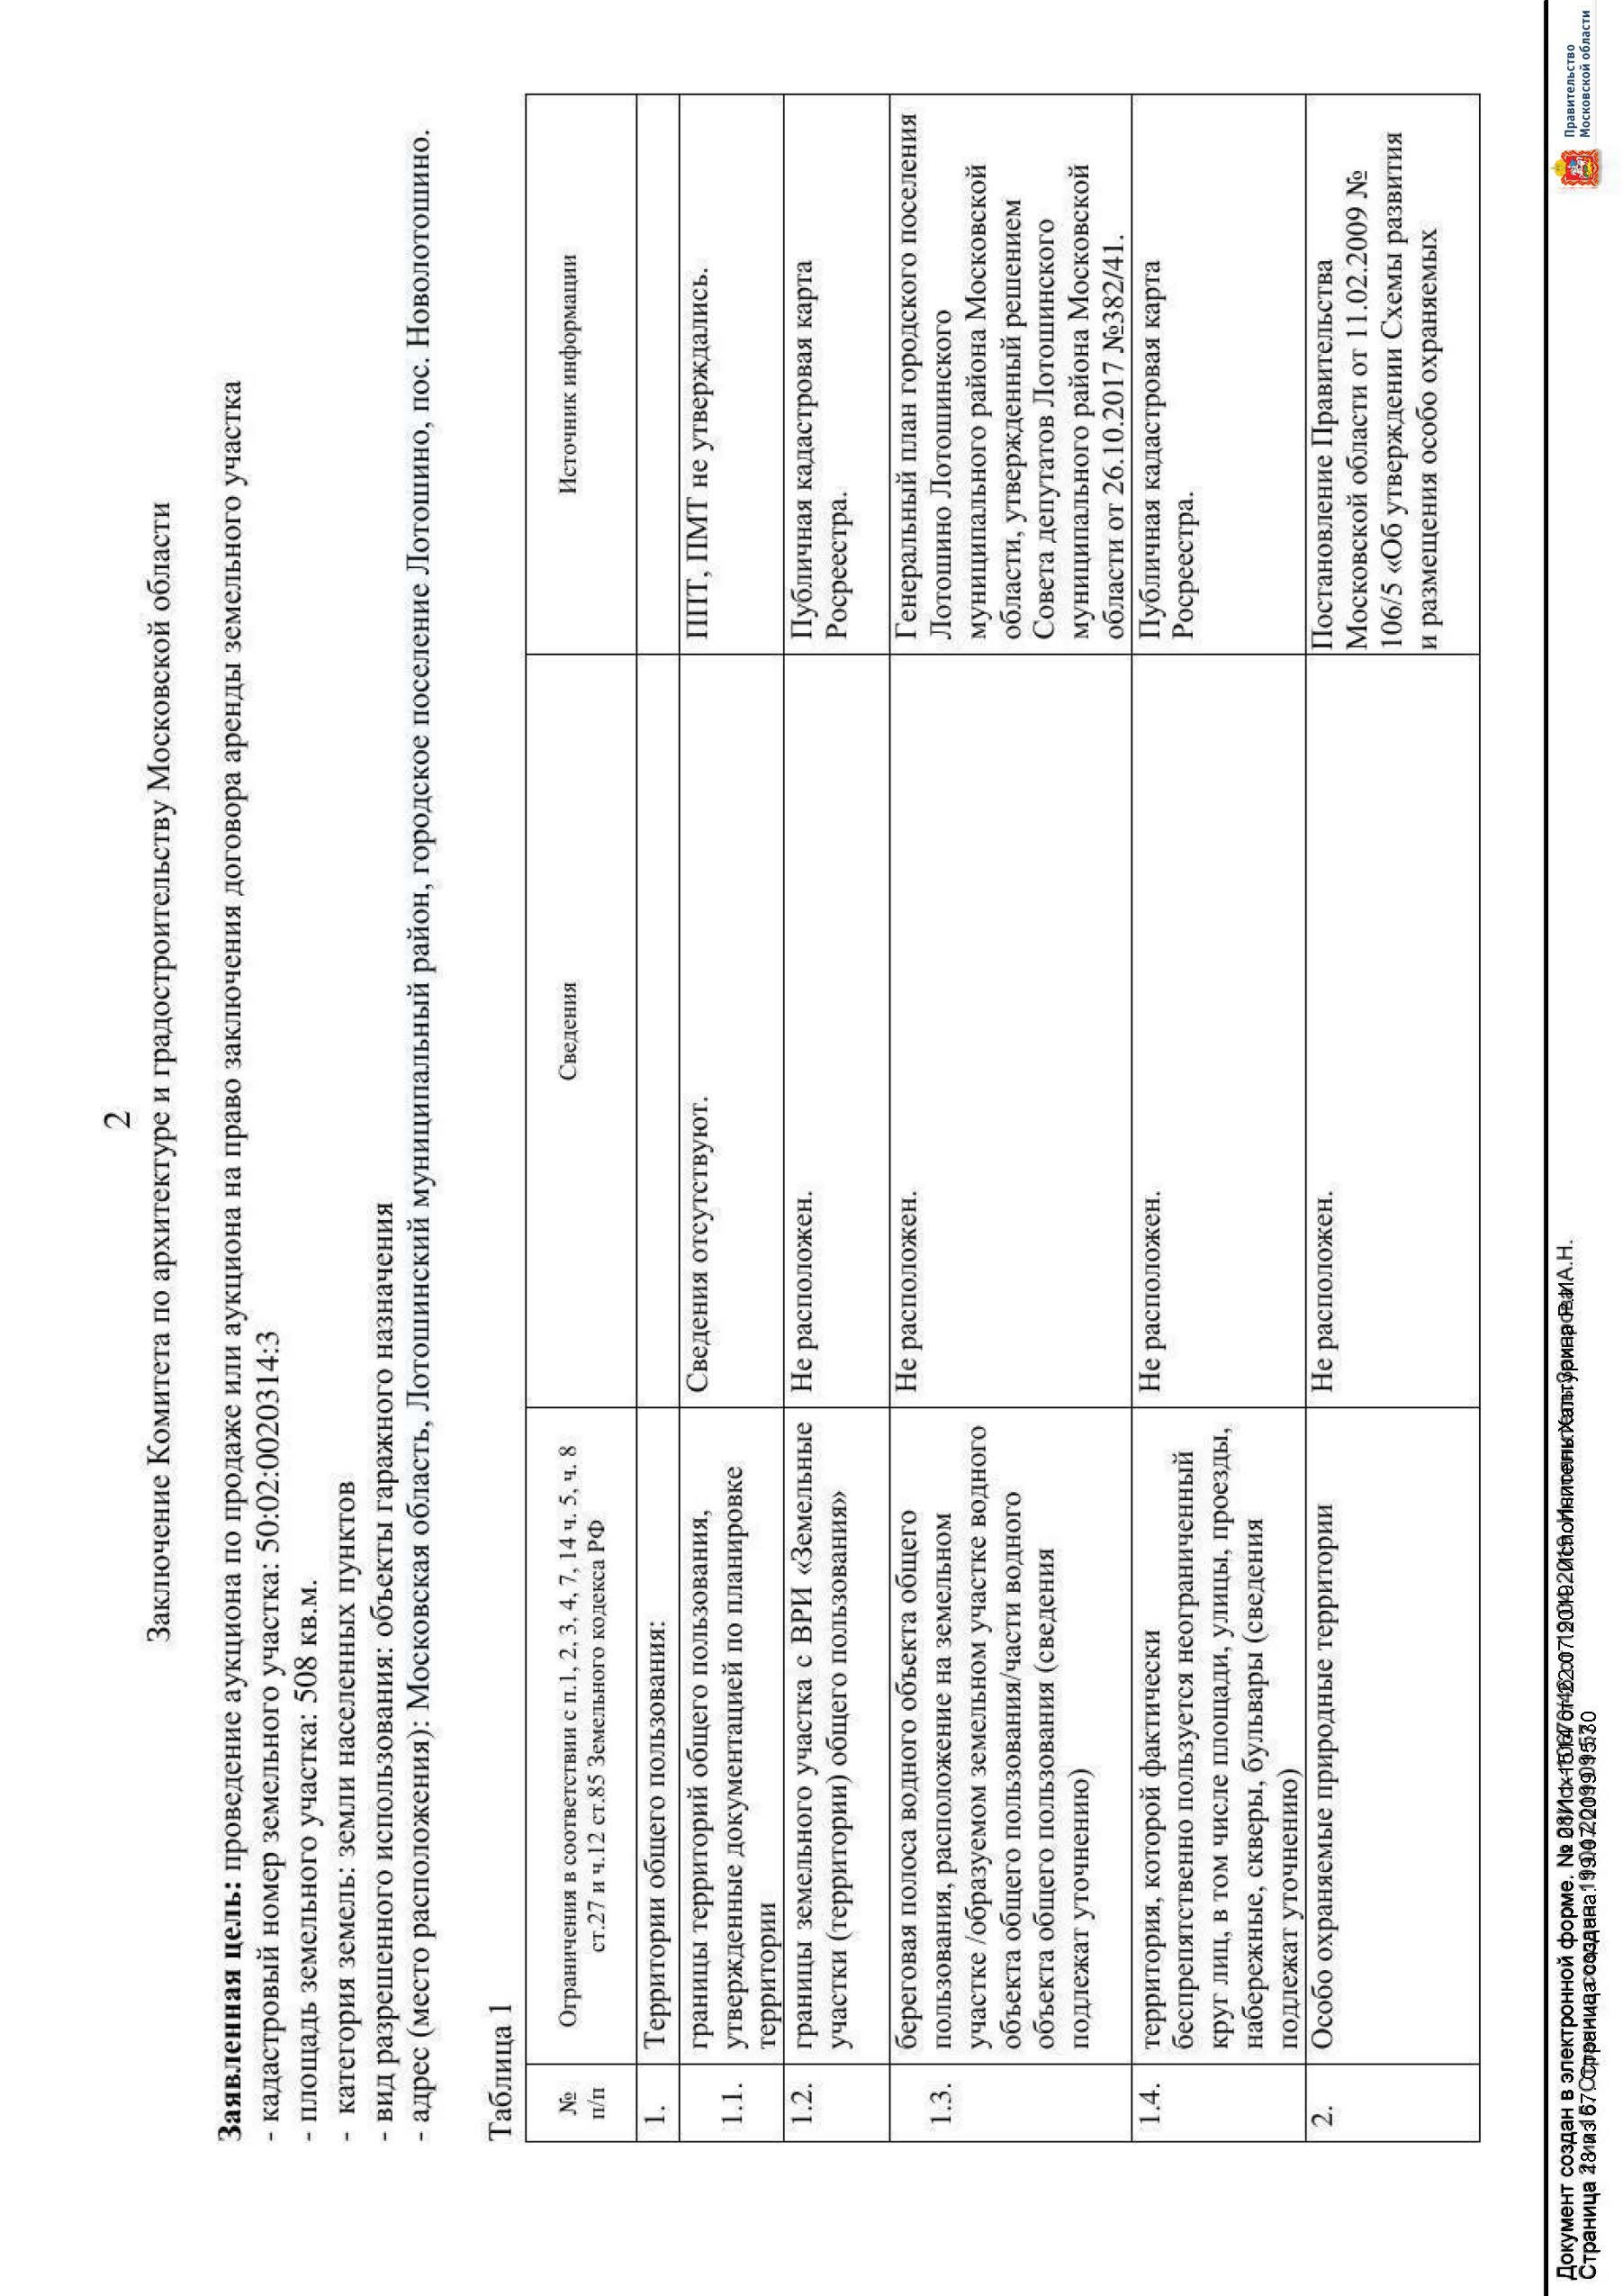 2
Заключение Комитета по архитектуре и градостроительству Московской области
Заявленная цель: проведение аукциона по продаже или аукциона на право заключения договора аренды земельного участка
- кадастровый номер земельного участка: 50:02:0020314:3
- площадь земельного участка: 508 кв.м.
- категория земель: земли населенных пунктов
- вид разрешенного использования: объекты гаражного назначения
- адрес (место расположения): Московская область, Лотошинский муниципальный район, городское поселение Лотошино, пос. Новолотошино.
Таблица 1
№
п/п
Ограничения в соответствии с п.1, 2, 3, 4, 7, 14 ч. 5, ч. 8
ст.27 и ч.12 ст.85 Земельного кодекса РФ
Сведения
Источник информации
1.
Территории общего пользования:
1.1.
границы территорий общего пользования,
утвержденные документацией по планировке
территории
Сведения отсутствуют.
ППТ, ПМТ не утверждались.
1.2.
границы земельного участка с ВРИ «Земельные
участки (территории) общего пользования»
Не расположен.
Публичная кадастровая карта
Росреестра.
1.3.
береговая полоса водного объекта общего
пользования, расположение на земельном
участке /образуемом земельном участке водного
объекта общего пользования/части водного
объекта общего пользования (сведения
подлежат уточнению)
Не расположен.
Генеральный план городского поселения
Лотошино Лотошинского
муниципального района Московской
области, утвержденный решением
Совета депутатов Лотошинского
муниципального района Московской
области от 26.10.2017 №382/41.
1.4.
территория, которой фактически
беспрепятственно пользуется неограниченный
круг лиц, в том числе площади, улицы, проезды,
набережные, скверы, бульвары (сведения
подлежат уточнению)
Не расположен.
Публичная кадастровая карта
Росреестра.
2.
Особо охраняемые природные территории
Не расположен.
Постановление Правительства
Московской области от 11.02.2009 №
106/5 «Об утверждении Схемы развития
и размещения особо охраняемых
Документ создан в электронной форме. №
Страница
Правительство
Московской области